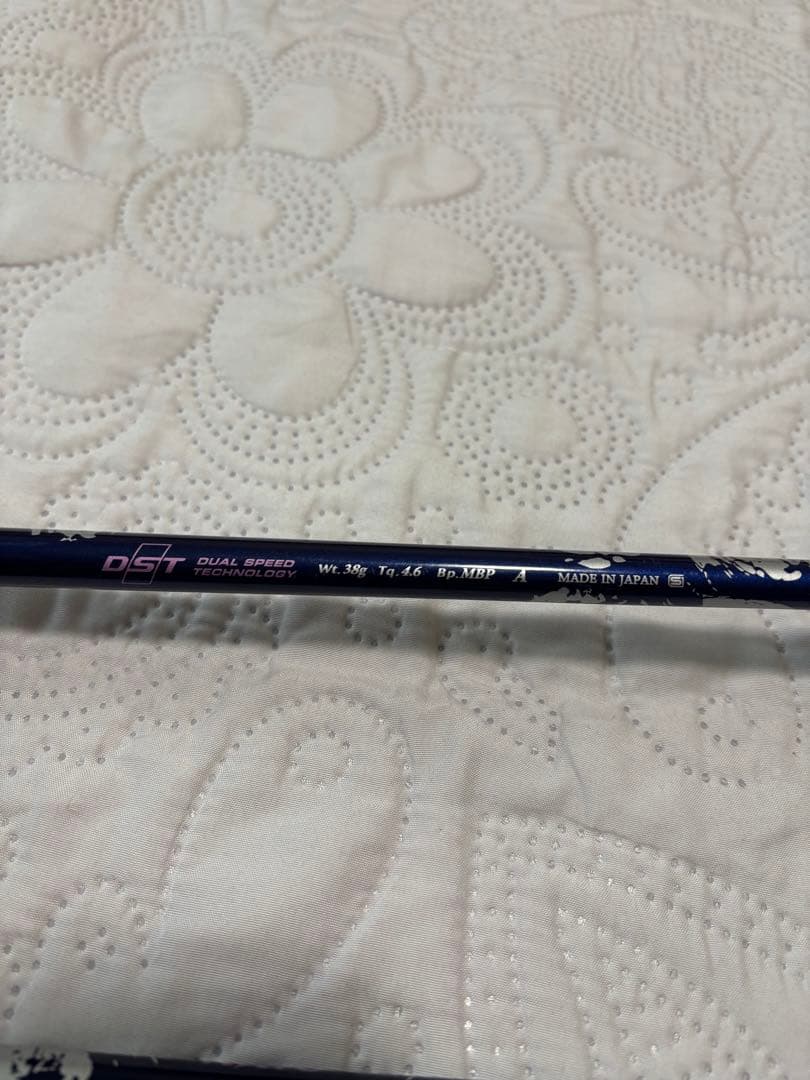 DST DUAL SPEED
TECHNOLOGY
Wt. 38g Tq. 4.6 Bp. MBP A MADE IN JAPAN S